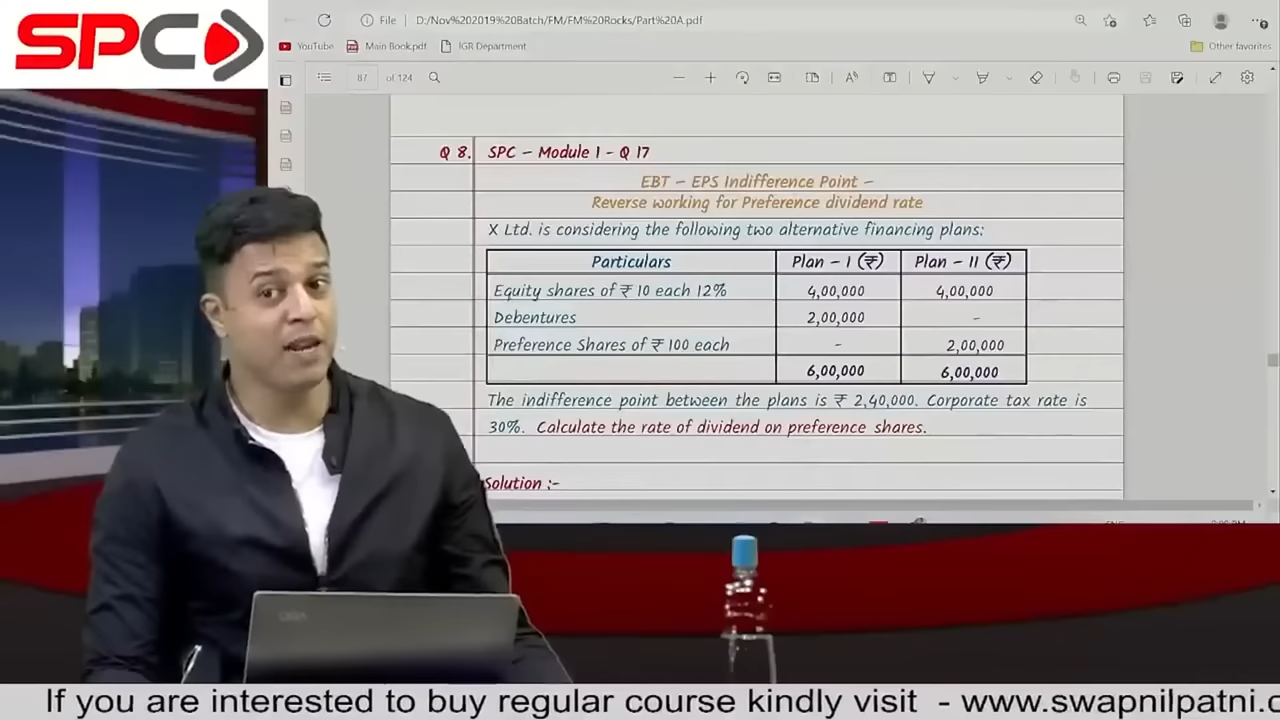 SPC
File D:/Nov%202019%20Batch/FM/FM%20Rocks/Part%20A.pdf
YouTube Main Book.pdf IGR Department Other favorites
87 of 124
Q 8. SPC – Module 1 - Q 17
EBT – EPS Indifference Point –
Reverse working for Preference dividend rate
X Ltd. is considering the following two alternative financing plans:
Particulars Plan – I (₹) Plan – II (₹)
Equity shares of ₹ 10 each 12% 4,00,000 4,00,000
Debentures 2,00,000 -
Preference Shares of ₹ 100 each - 2,00,000
6,00,000 6,00,000
The indifference point between the plans is ₹ 2,40,000. Corporate tax rate is
30%. Calculate the rate of dividend on preference shares.
Solution :-
If you are interested to buy regular course kindly visit - www.swapnilpatni.c